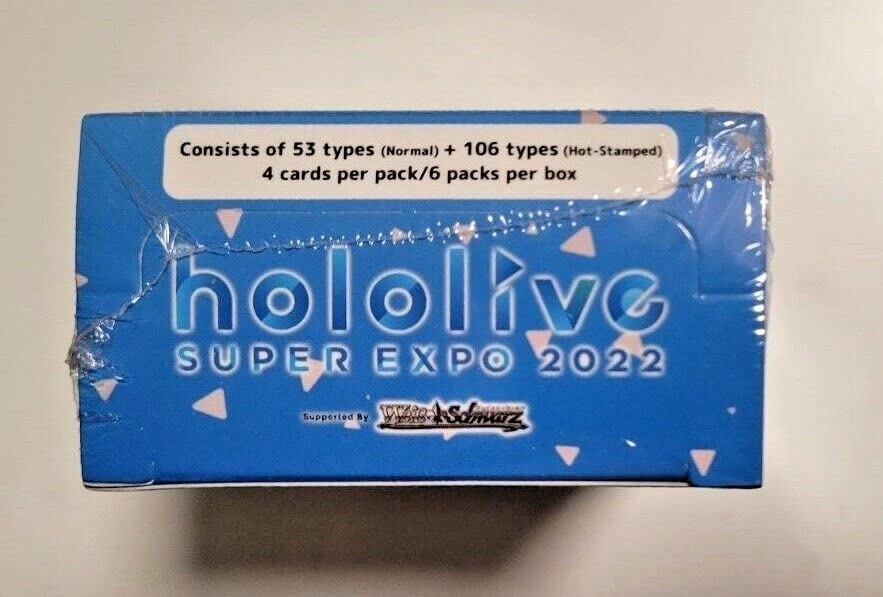 Consists of 53 types (Normal) + 106 types (Hot-Stamped)
4 cards per pack/6 packs per box
hololive
SUPER EXPO 2022
Supported By Weiß Schwarz